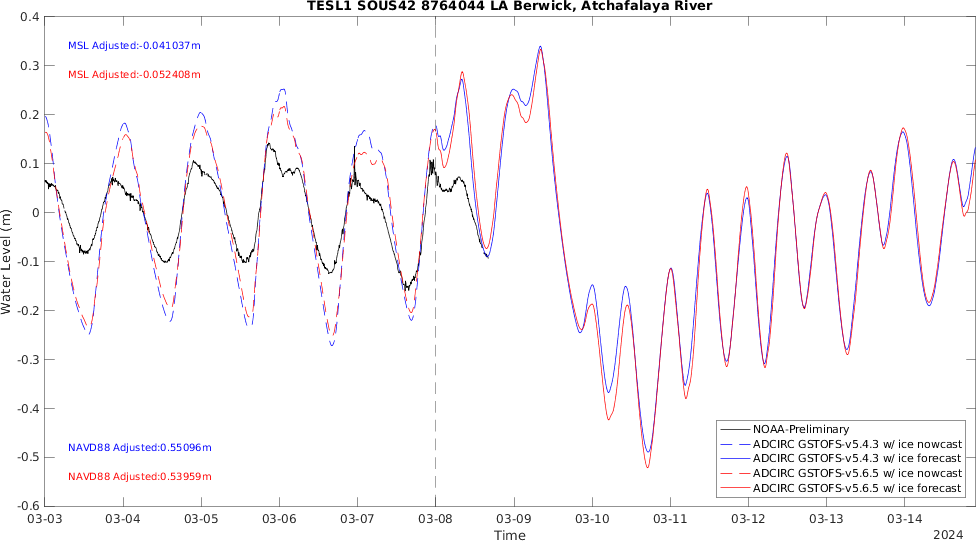 TESL1 SOUS42 8764044 LA Berwick, Atchafalaya River
MSL Adjusted:-0.041037m
MSL Adjusted:-0.052408m
NAVD88 Adjusted:0.55096m
NAVD88 Adjusted:0.53959m
Water Level (m)
0.4
0.3
0.2
0.1
0
-0.1
-0.2
-0.3
-0.4
-0.5
-0.6
NOAA-Preliminary
ADCIRC GSTOFS-v5.4.3 w/ ice nowcast
ADCIRC GSTOFS-v5.4.3 w/ ice forecast
ADCIRC GSTOFS-v5.6.5 w/ ice nowcast
ADCIRC GSTOFS-v5.6.5 w/ ice forecast
03-03 03-04 03-05 03-06 03-07 03-08 03-09 03-10 03-11 03-12 03-13 03-14
Time
2024